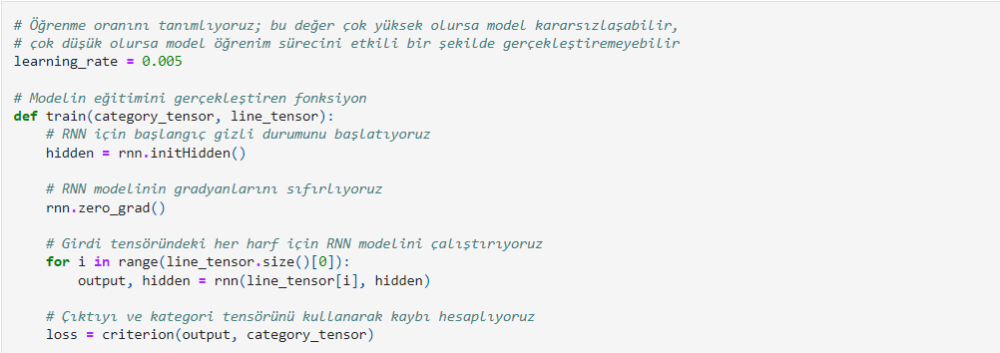 # Öğrenme oranını tanımlıyoruz; bu değer çok yüksek olursa model kararsızlaşabilir,
# çok düşük olursa model öğrenim sürecini etkili bir şekilde gerçekleştiremeyebilir
learning_rate = 0.005
# Modelin eğitimini gerçekleştiren fonksiyon
def train(category_tensor, line_tensor):
    # RNN için başlangıç gizli durumunu başlatıyoruz
    hidden = rnn.initHidden()
    # RNN modelinin gradyanlarını sıfırlıyoruz
    rnn.zero_grad()
    # Girdi tensöründeki her harf için RNN modelini çalıştırıyoruz
    for i in range(line_tensor.size()[0]):
        output, hidden = rnn(line_tensor[i], hidden)
    # Çıktıyı ve kategori tensörünü kullanarak kaybı hesaplıyoruz
    loss = criterion(output, category_tensor)